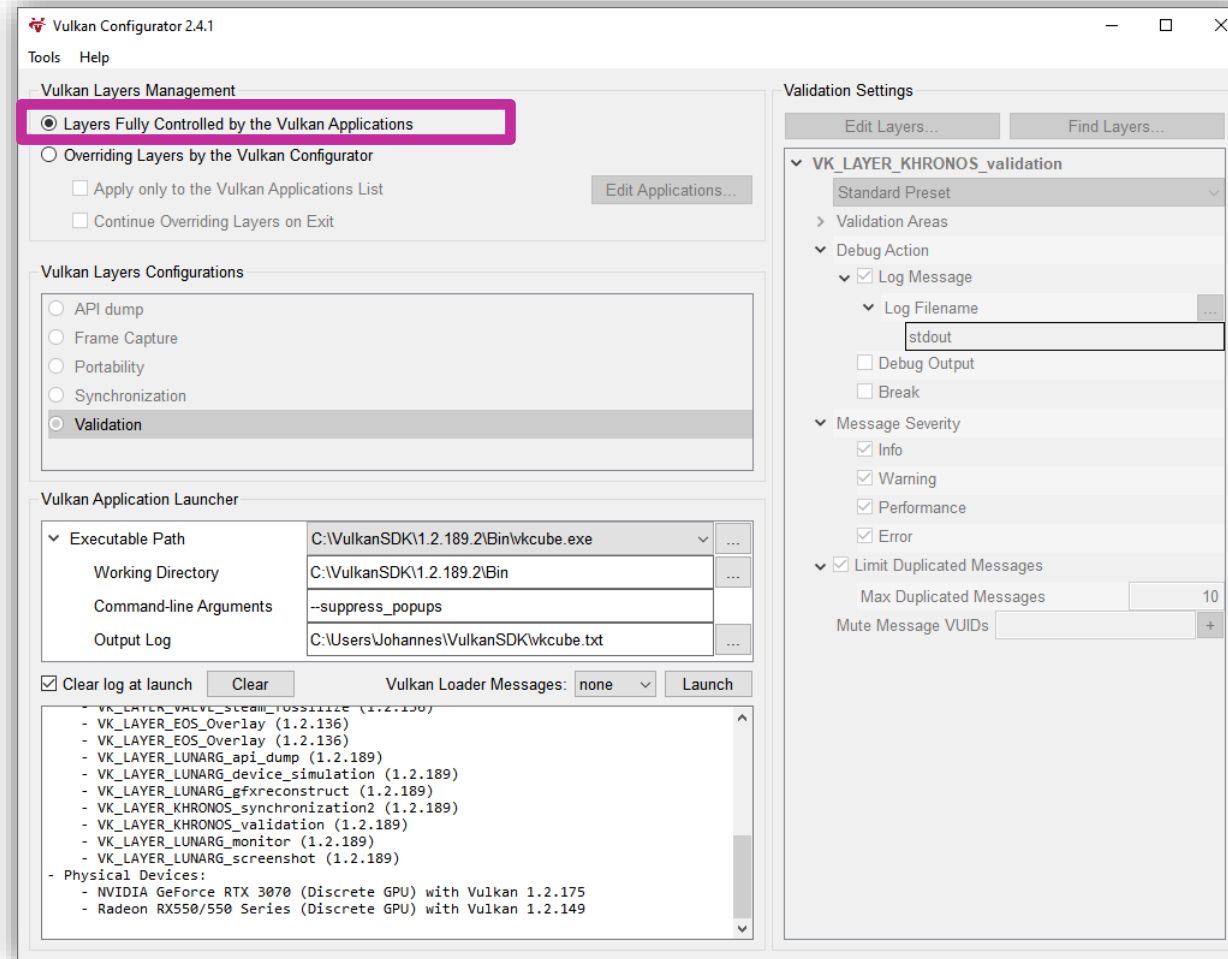 Vulkan Configurator 2.4.1
Tools Help
Vulkan Layers Management
Layers Fully Controlled by the Vulkan Applications
Overriding Layers by the Vulkan Configurator
Apply only to the Vulkan Applications List
Edit Applications...
Continue Overriding Layers on Exit
Vulkan Layers Configurations
API dump
Frame Capture
Portability
Synchronization
Validation
Vulkan Application Launcher
Executable Path C:\VulkanSDK\1.2.189.2\Bin\vkcube.exe ...
Working Directory C:\VulkanSDK\1.2.189.2\Bin ...
Command-line Arguments --suppress_popups
Output Log C:\Users\Johannes\VulkanSDK\vkcube.txt ...
Clear log at launch Clear Vulkan Loader Messages: none Launch
- VK_LAYER_VALVE_steam_fossilize (1.2.136)
- VK_LAYER_EOS_Overlay (1.2.136)
- VK_LAYER_EOS_Overlay (1.2.136)
- VK_LAYER_LUNARG_api_dump (1.2.189)
- VK_LAYER_LUNARG_device_simulation (1.2.189)
- VK_LAYER_LUNARG_gfxreconstruct (1.2.189)
- VK_LAYER_KHRONOS_synchronization2 (1.2.189)
- VK_LAYER_KHRONOS_validation (1.2.189)
- VK_LAYER_LUNARG_monitor (1.2.189)
- VK_LAYER_LUNARG_screenshot (1.2.189)
- Physical Devices:
- NVIDIA GeForce RTX 3070 (Discrete GPU) with Vulkan 1.2.175
- Radeon RX550/550 Series (Discrete GPU) with Vulkan 1.2.149
Validation Settings
Edit Layers... Find Layers...
VK_LAYER_KHRONOS_validation
Standard Preset
Validation Areas
Debug Action
Log Message
Log Filename ...
stdout
Debug Output
Break
Message Severity
Info
Warning
Performance
Error
Limit Duplicated Messages
Max Duplicated Messages 10
Mute Message VUIDs +